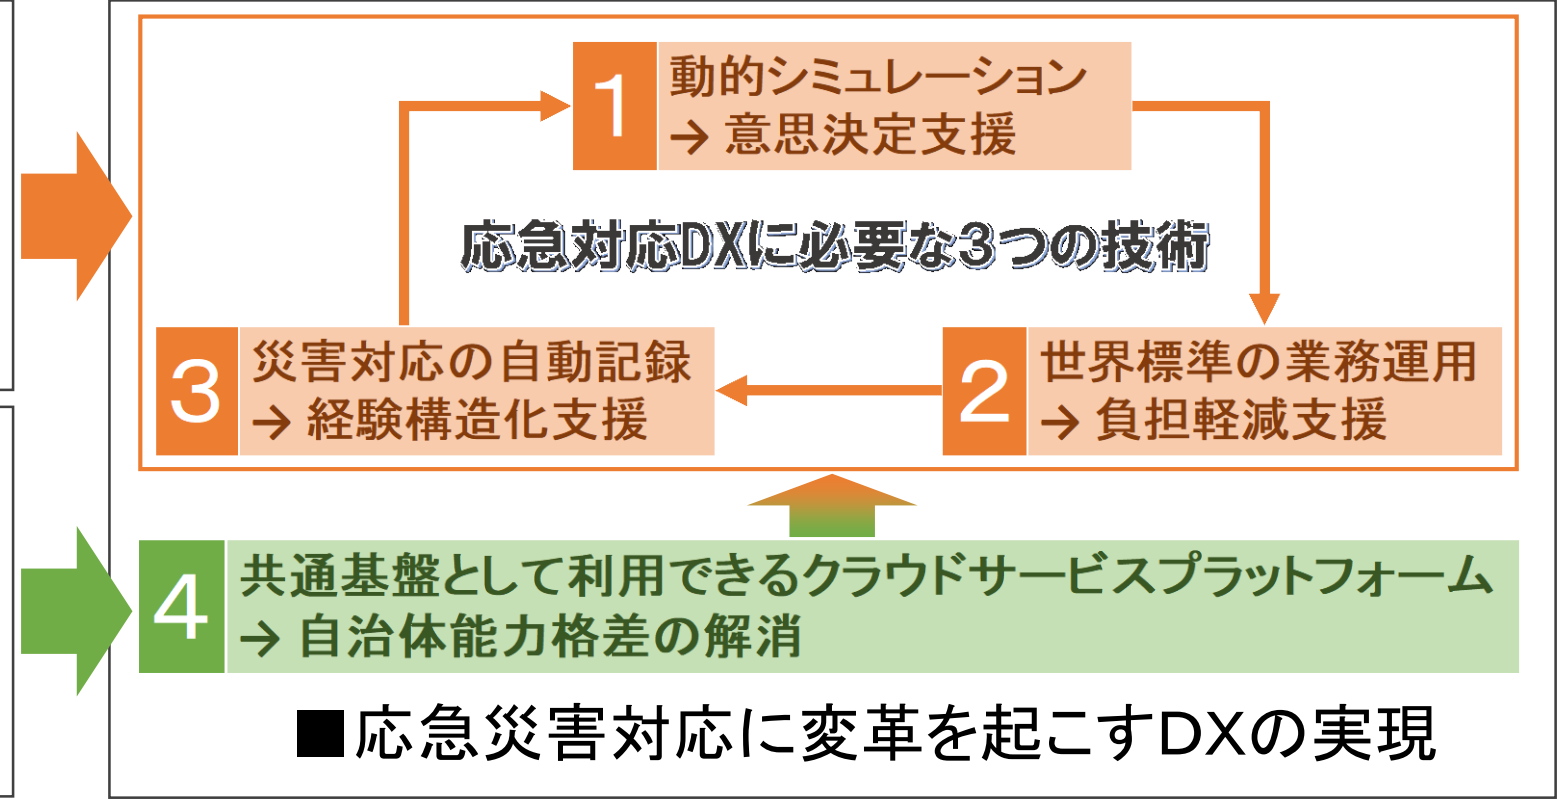 1
動的シミュレーション
→ 意思決定支援
応急対応DXに必要な3つの技術
3
災害対応の自動記録
→ 経験構造化支援
2
世界標準の業務運用
→ 負担軽減支援
4
共通基盤として利用できるクラウドサービスプラットフォーム
→ 自治体能力格差の解消
■応急災害対応に変革を起こすDXの実現